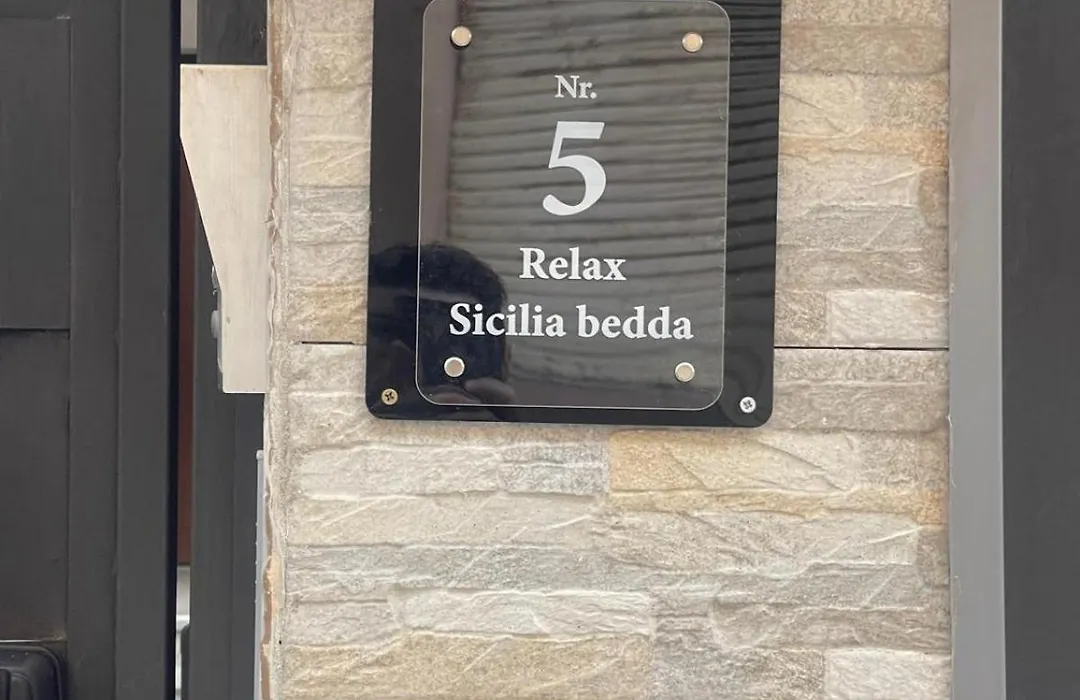 Nr.
5
Relax
Sicilia bedda